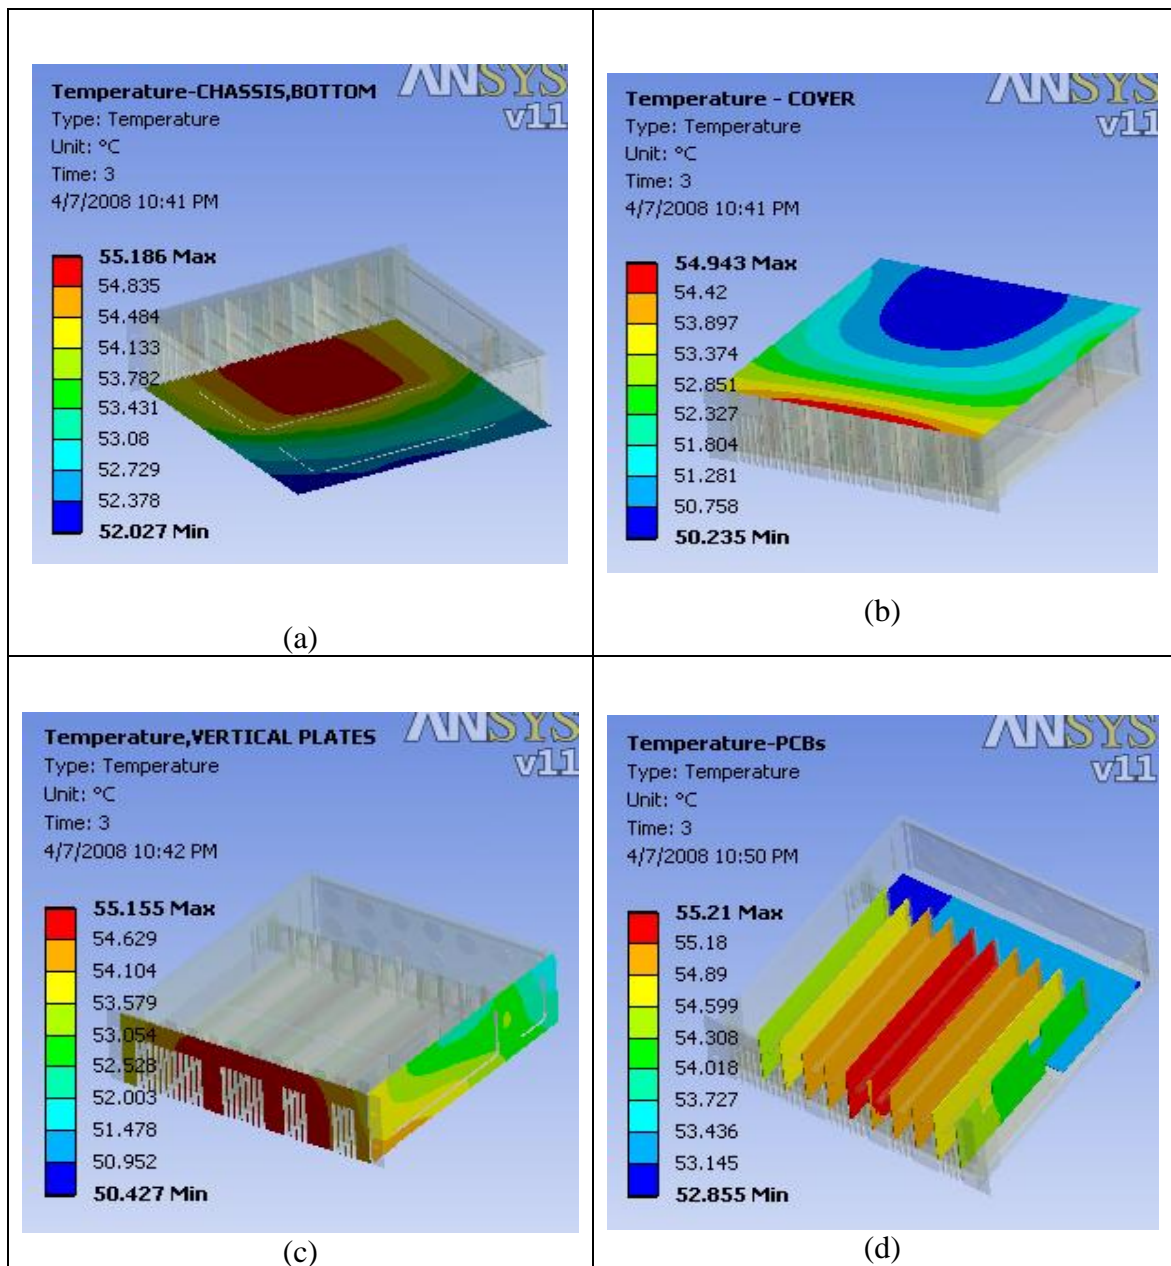 Temperature-CHASSIS,BOTTOM
ANSYS
v11
Type: Temperature
Unit: °C
Time: 3
4/7/2008 10:41 PM
55.186 Max
54.835
54.484
54.133
53.782
53.431
53.08
52.729
52.378
52.027 Min
(a)
Temperature - COVER
ANSYS
v11
Type: Temperature
Unit: °C
Time: 3
4/7/2008 10:41 PM
54.943 Max
54.42
53.897
53.374
52.851
52.327
51.804
51.281
50.758
50.235 Min
(b)
Temperature,VERTICAL PLATES
ANSYS
v11
Type: Temperature
Unit: °C
Time: 3
4/7/2008 10:42 PM
55.155 Max
54.629
54.104
53.579
53.054
52.528
52.003
51.478
50.952
50.427 Min
(c)
Temperature-PCBs
ANSYS
v11
Type: Temperature
Unit: °C
Time: 3
4/7/2008 10:50 PM
55.21 Max
55.18
54.89
54.599
54.308
54.018
53.727
53.436
53.145
52.855 Min
(d)